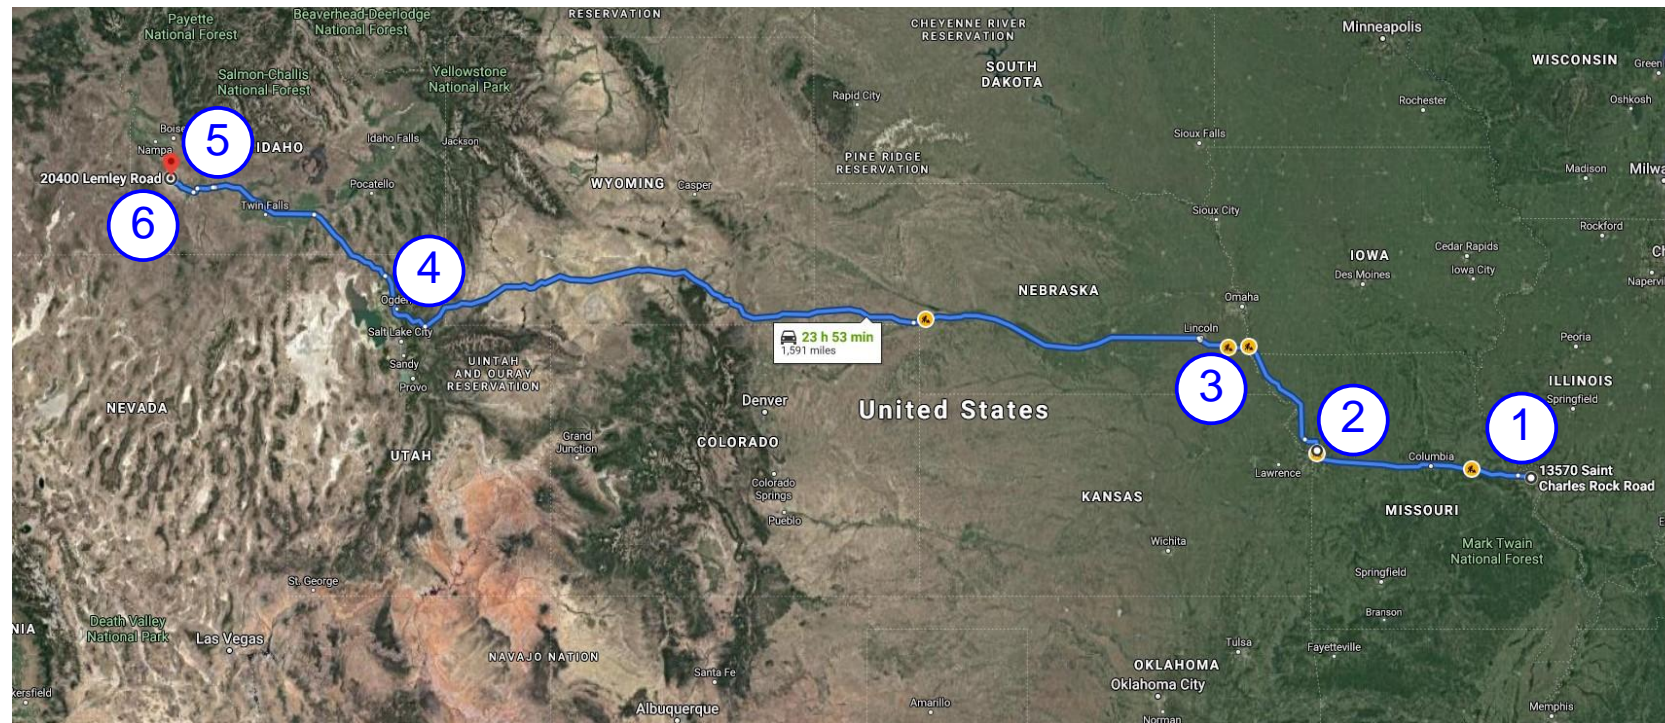 Payette
National Forest
Beaverhead-Deerlodge
National Forest
RESERVATION
CHEYENNE RIVER
RESERVATION
Minneapolis
WISCONSIN
Green
Salmon-Challis
National Forest
Yellowstone
National Park
SOUTH
DAKOTA
Rapid City
Rochester
Oshkosh
Boise
5
Nampa
IDAHO
Idaho Falls
Jackson
Sioux Falls
PINE RIDGE
RESERVATION
Madison
Milwa
20400 Lemley Road
Pocatello
WYOMING
Casper
Twin Falls
Sioux City
Rockford
6
4
IOWA
Cedar Rapids
Iowa City
Des Moines
Ch
Napervi
NEBRASKA
Omaha
Ogden
Salt Lake City
23 h 53 min
1,591 miles
Lincoln
Peoria
Sandy
Provo
UINTAH
AND OURAY
RESERVATION
3
ILLINOIS
Springfield
NEVADA
Denver
United States
2
1
COLORADO
Grand
Junction
UTAH
Columbia
Lawrence
13570 Saint
Charles Rock Road
Colorado
Springs
KANSAS
MISSOURI
Pueblo
Wichita
Mark Twain
National Forest
St. George
Springfield
Branson
Death Valley
National Park
NIA
Las Vegas
NAVAJO NATION
Tulsa
Fayetteville
Santa Fe
OKLAHOMA
Oklahoma City
kersfield
Albuquerque
Amarillo
Norman
Memphis